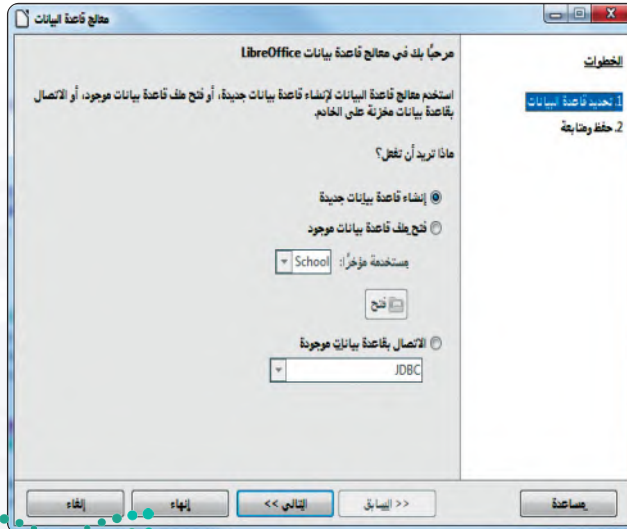 معالج قاعدة البيانات
الخطوات
1. تحديد قاعدة البيانات
2. حفظ ومتابعة
مرحبًا بك في معالج قاعدة بيانات LibreOffice
استخدم معالج قاعدة البيانات لإنشاء قاعدة بيانات جديدة، أو فتح ملف قاعدة بيانات موجود، أو الاتصال
بقاعدة بيانات مخزنة على الخادم.
ماذا تريد أن تفعل؟
إنشاء قاعدة بيانات جديدة
فتح ملف قاعدة بيانات موجود
مستخدمة مؤخرًا: School
فتح
الاتصال بقاعدة بيانات موجودة
JDBC
مساعدة
<< السابق
التالي >>
إنهاء
إلغاء